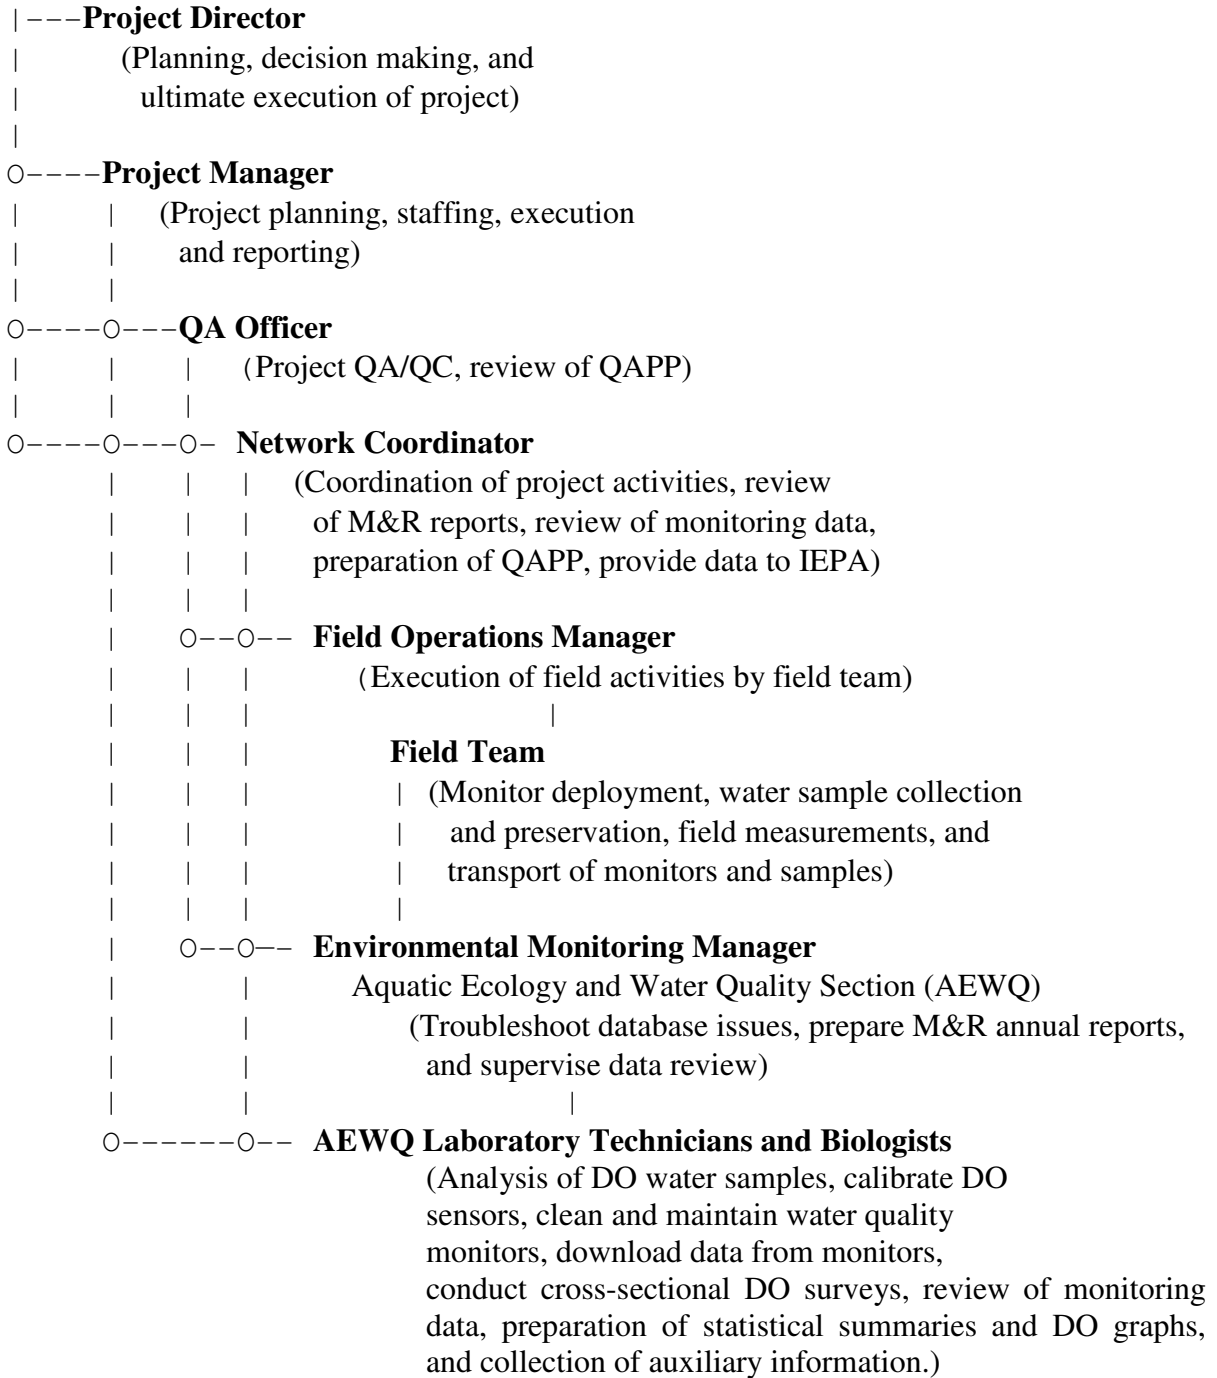 Project Director
(Planning, decision making, and
ultimate execution of project)
Project Manager
(Project planning, staffing, execution
and reporting)
QA Officer
(Project QA/QC, review of QAPP)
Network Coordinator
(Coordination of project activities, review
of M&R reports, review of monitoring data,
preparation of QAPP, provide data to IEPA)
Field Operations Manager
(Execution of field activities by field team)
Field Team
(Monitor deployment, water sample collection
and preservation, field measurements, and
transport of monitors and samples)
Environmental Monitoring Manager
Aquatic Ecology and Water Quality Section (AEWQ)
(Troubleshoot database issues, prepare M&R annual reports,
and supervise data review)
AEWQ Laboratory Technicians and Biologists
(Analysis of DO water samples, calibrate DO
sensors, clean and maintain water quality
monitors, download data from monitors,
conduct cross-sectional DO surveys, review of monitoring
data, preparation of statistical summaries and DO graphs,
and collection of auxiliary information.)